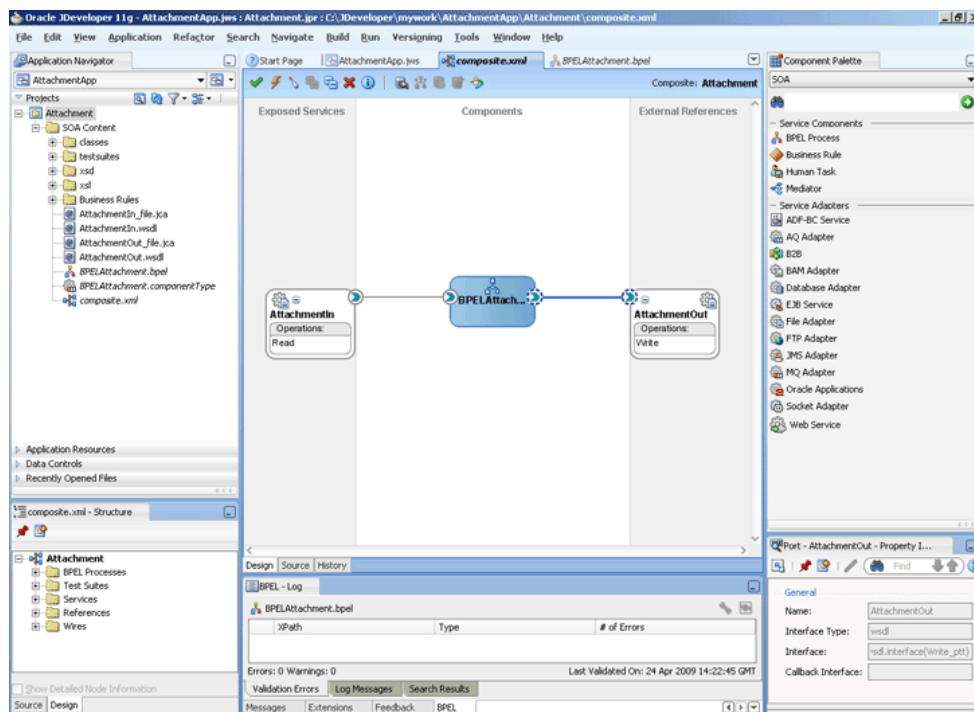 Oracle JDeveloper 11g - AttachmentApp.jws : Attachment.jpr : C:\JDeveloper\mywork\AttachmentApp\Attachment\composite.xml
File Edit View Application Refactor Search Navigate Build Run Versioning Tools Window Help
Application Navigator
AttachmentApp
Projects
Attachment
SOA Content
classes
testsuites
xsd
xsl
Business Rules
AttachmentIn_file.jca
AttachmentIn.wsdl
AttachmentOut_file.jca
AttachmentOut.wsdl
BPELAttachment.bpel
BPELAttachment.componentType
composite.xml
Application Resources
Data Controls
Recently Opened Files
composite.xml - Structure
Attachment
BPEL Processes
Test Suites
Services
References
Wires
Show Detailed Node Information
Source Design
Start Page AttachmentApp.jws composite.xml BPELAttachment.bpel
Composite: Attachment
Exposed Services Components External References
AttachmentIn
Operations:
Read
BPELAttach...
AttachmentOut
Operations:
Write
Design Source History
BPEL - Log
BPELAttachment.bpel
XPath Type # of Errors
Errors: 0 Warnings: 0 Last Validated On: 24 Apr 2009 14:22:45 GMT
Validation Errors Log Messages Search Results
Messages Extensions Feedback BPEL
Component Palette
SOA
Service Components
BPEL Process
Business Rule
Human Task
Mediator
Service Adapters
ADF-BC Service
AQ Adapter
B2B
BAM Adapter
Database Adapter
EJB Service
File Adapter
FTP Adapter
JMS Adapter
MQ Adapter
Oracle Applications
Socket Adapter
Web Service
Port - AttachmentOut - Property I...
Find
General
Name: AttachmentOut
Interface Type: wsdl
Interface: sdl.interface(Write_ptt)
Callback Interface: